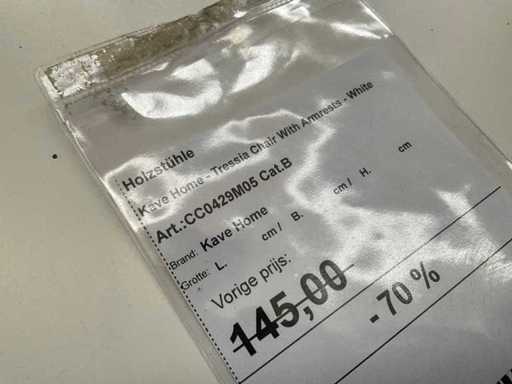 Holzstühle
Kave Home - Tressia Chair With Armrests - White
Art.:CC0429M05 Cat.B
Brand: Kave Home
Grotte: L. cm / B. cm / H. cm
Vorige prijs:
145,00
- 70 %